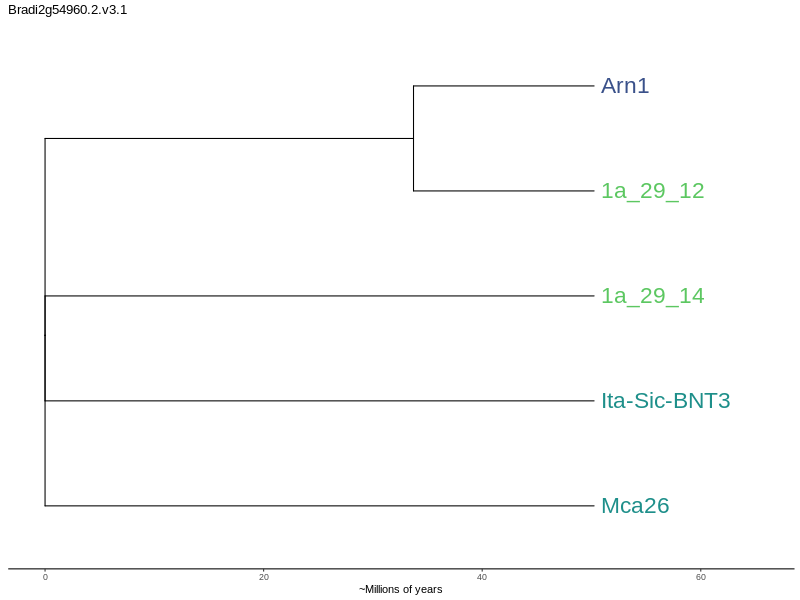 Bradi2g54960.2.v3.1
Arn1
1a_29_12
1a_29_14
Ita-Sic-BNT3
Mca26
0 20 40 60
~Millions of years